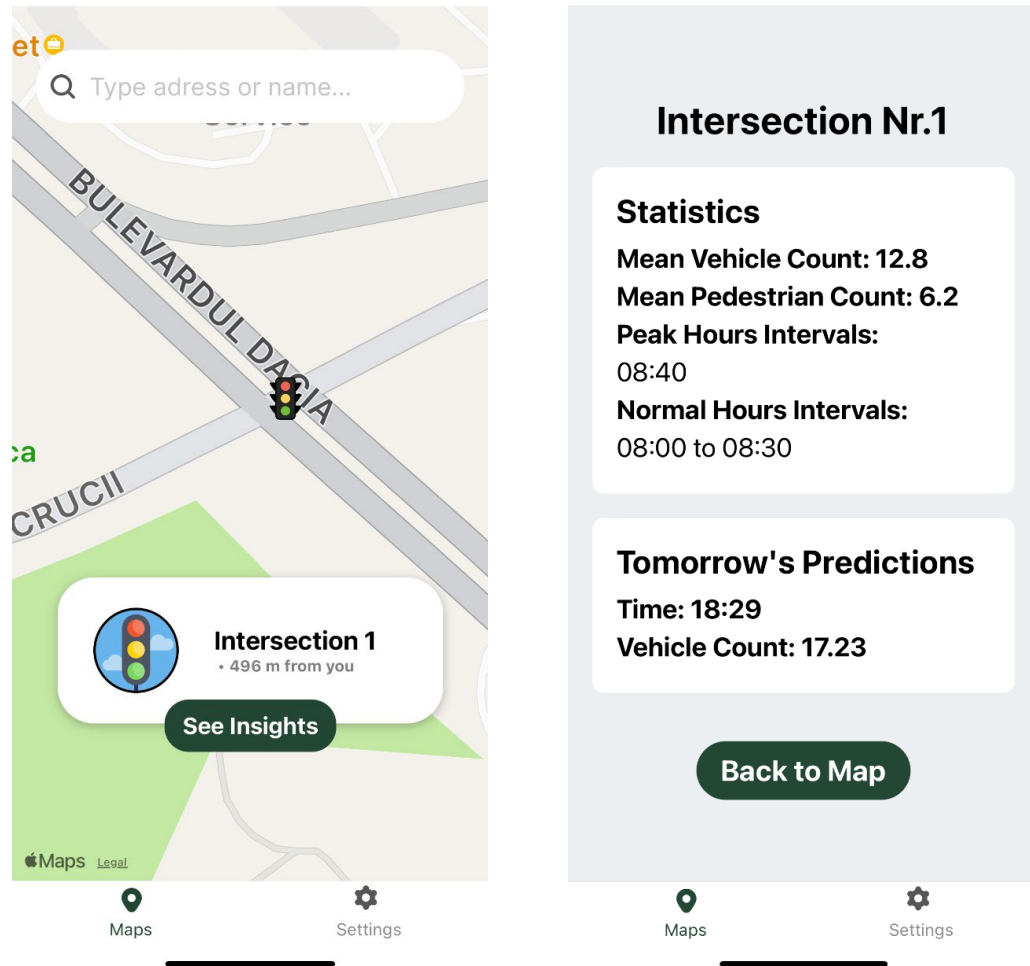 et
Type adress or name...
BULEVARDUL DACIA
ca
CRUCII
Intersection 1
• 496 m from you
See Insights
Maps Legal
Maps
Settings
Intersection Nr.1
Statistics
Mean Vehicle Count: 12.8
Mean Pedestrian Count: 6.2
Peak Hours Intervals:
08:40
Normal Hours Intervals:
08:00 to 08:30
Tomorrow's Predictions
Time: 18:29
Vehicle Count: 17.23
Back to Map
Maps
Settings